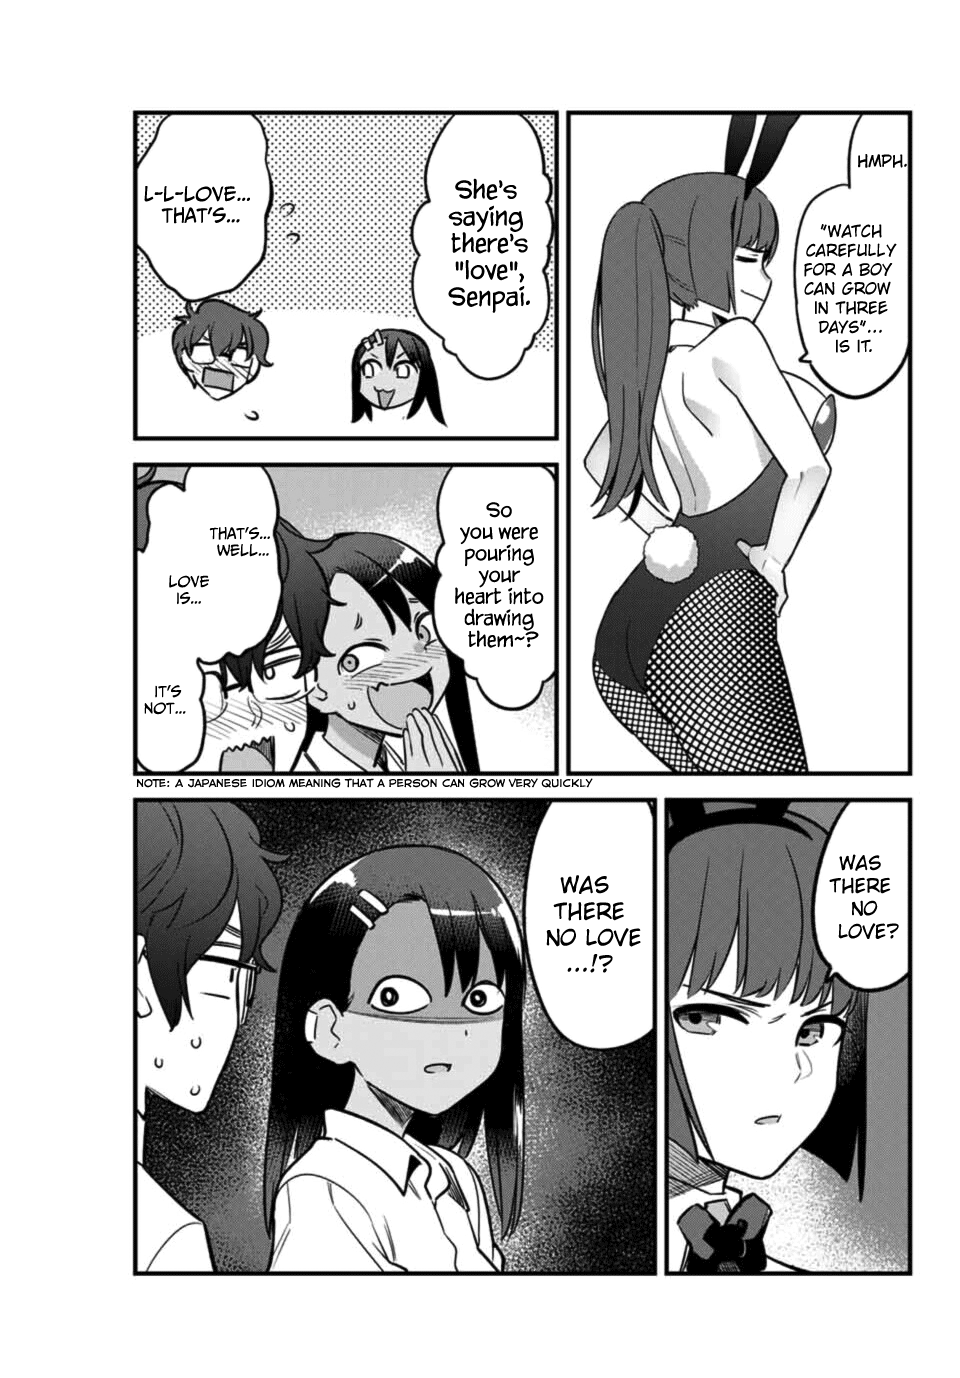 HMPH.
"WATCH
CAREFULLY
FOR A BOY
CAN GROW
IN THREE
DAYS"...
IS IT.
She's
saying
there's
"love",
Senpai.
L-L-LOVE...
THAT'S...
So
you were
pouring
your
heart into
drawing
them~?
THAT'S...
WELL...
LOVE
IS...
IT'S
NOT...
NOTE: A JAPANESE IDIOM MEANING THAT A PERSON CAN GROW VERY QUICKLY
WAS
THERE
NO
LOVE?
WAS
THERE
NO LOVE
...!?